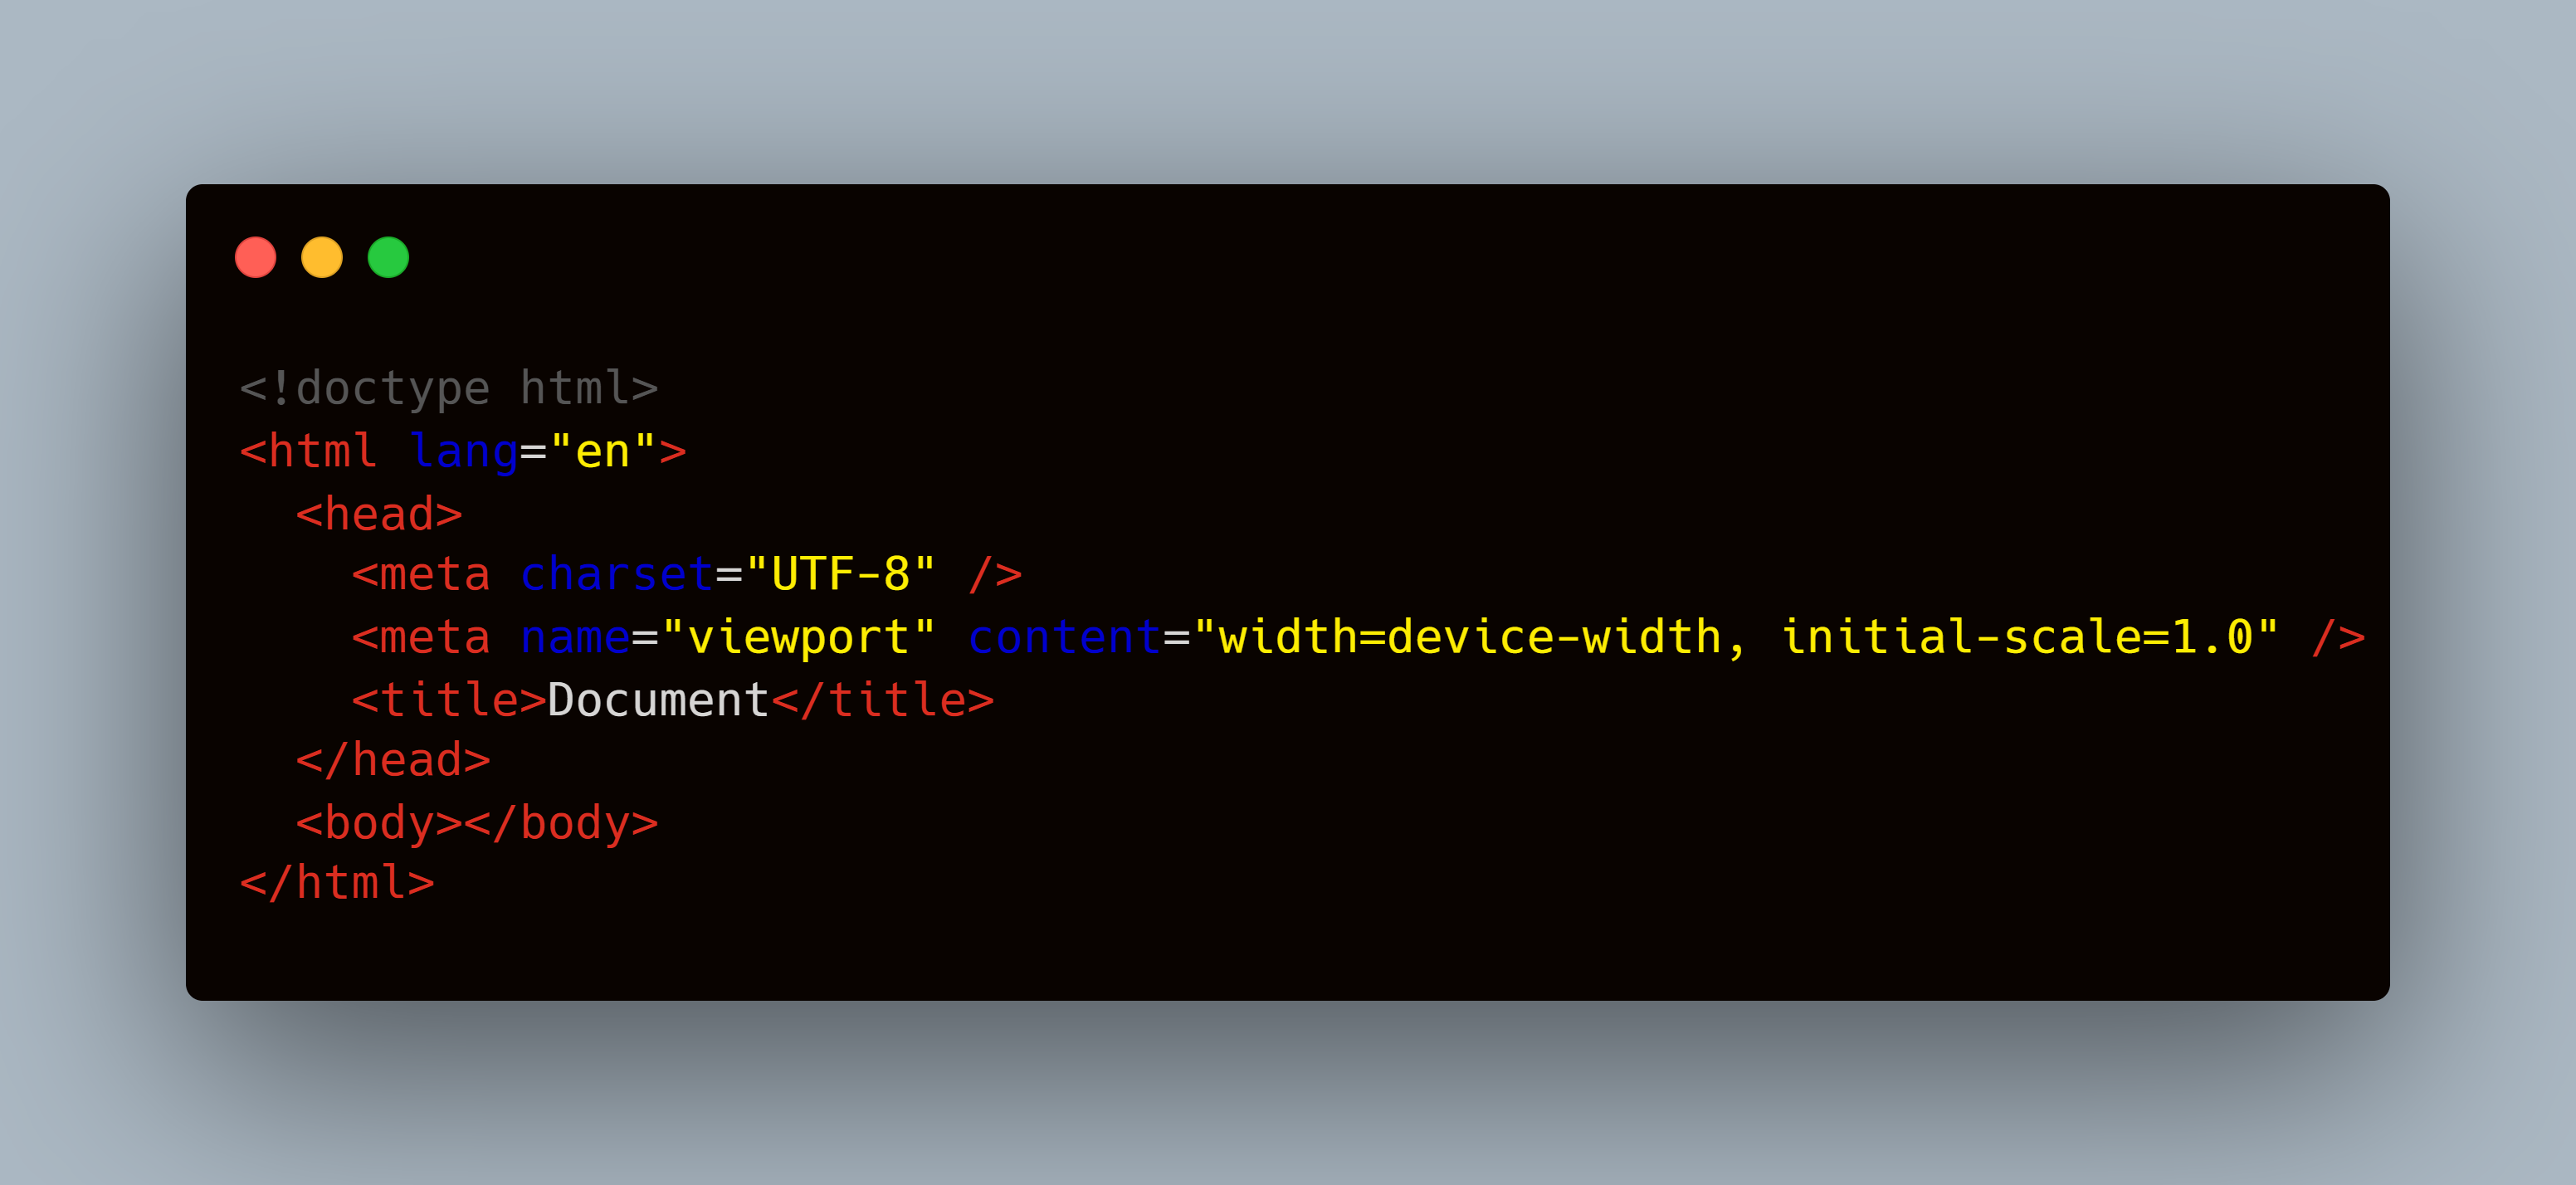 <!doctype html>
<html lang="en">
  <head>
    <meta charset="UTF-8" />
    <meta name="viewport" content="width=device-width, initial-scale=1.0" />
    <title>Document</title>
  </head>
  <body></body>
</html>